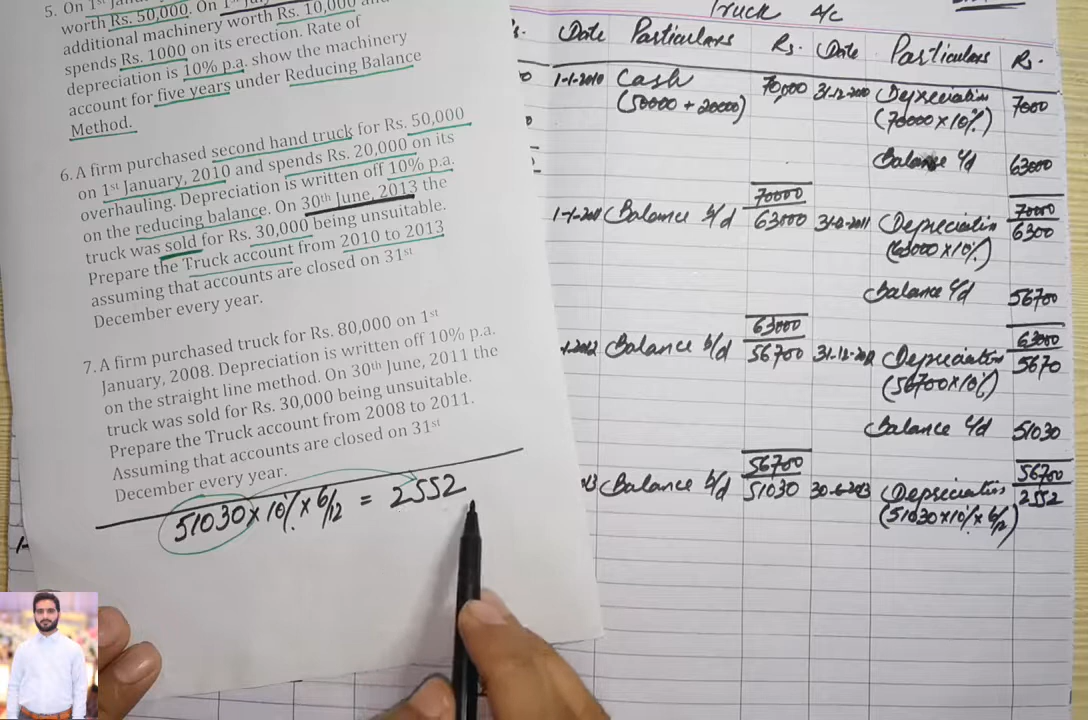 5. On 1st
worth Rs. 50,000. On 1st
additional machinery worth Rs. 10,000 and
spends Rs. 1000 on its erection. Rate of
depreciation is 10% p.a. show the machinery
account for five years under Reducing Balance
Method.
6. A firm purchased second hand truck for Rs. 50,000
on 1st January, 2010 and spends Rs. 20,000 on its
overhauling. Depreciation is written off 10% p.a.
on the reducing balance. On 30th June, 2013 the
truck was sold for Rs. 30,000 being unsuitable.
Prepare the Truck account from 2010 to 2013
assuming that accounts are closed on 31st
December every year.
7. A firm purchased truck for Rs. 80,000 on 1st
January, 2008. Depreciation is written off 10% p.a.
on the straight line method. On 30th June, 2011 the
truck was sold for Rs. 30,000 being unsuitable.
Prepare the Truck account from 2008 to 2011.
Assuming that accounts are closed on 31st
December every year.
51030 x 10% x 6/12 = 2552
Truck A/c
Date Particulars Rs. Date Particulars Rs.
1-1-2010 Cash 70,000 31-12-2010 Depreciation 7000
(50000 + 20000) (70000 x 10%)
Balance c/d 63000
70000 70000
1-1-2011 Balance b/d 63000 Depreciation 6300
(63000 x 10%)
Balance c/d 56700
63000 63000
Balance b/d 56700 Depreciation 5670
(56700 x 10%)
Balance c/d 51030
56700 56700
Balance b/d 51030 30-6-2013 Depreciation 2552
(51030 x 10% x 6/12)